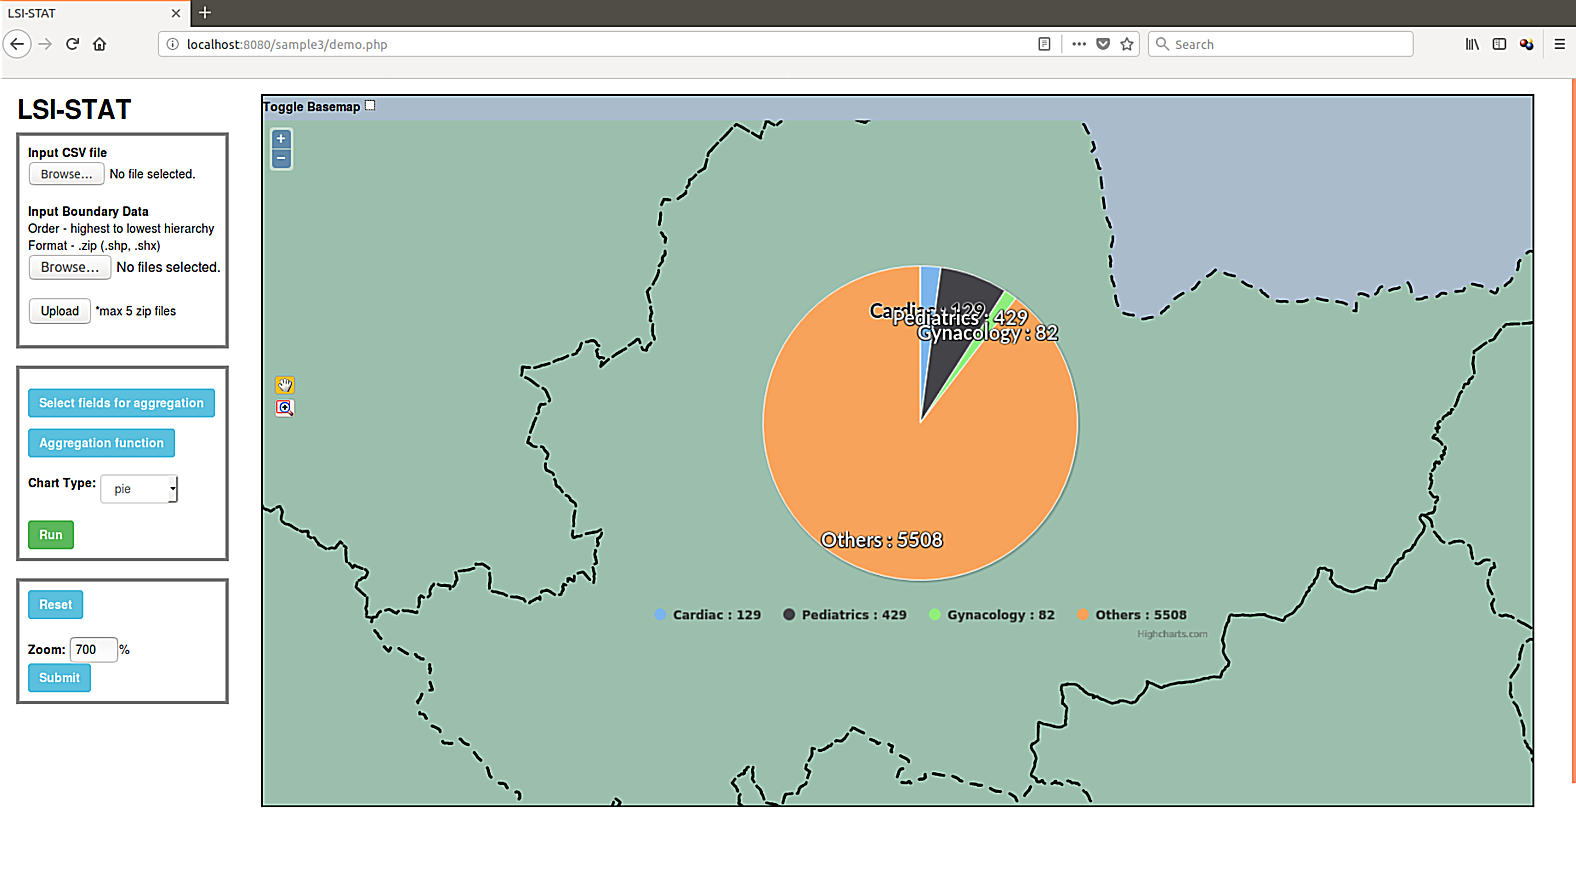 LSI-STAT
localhost:8080/sample3/demo.php
Search
LSI-STAT
Input CSV file
Browse... No file selected.
Input Boundary Data
Order - highest to lowest hierarchy
Format - .zip (.shp, .shx)
Browse... No files selected.
Upload *max 5 zip files
Select fields for aggregation
Aggregation function
Chart Type: pie
Run
Reset
Zoom: 700 %
Submit
Toggle Basemap
+
−
Cardiac : 129
Pediatrics : 429
Gynacology : 82
Others : 5508
Cardiac : 129 Pediatrics : 429 Gynacology : 82 Others : 5508
Highcharts.com